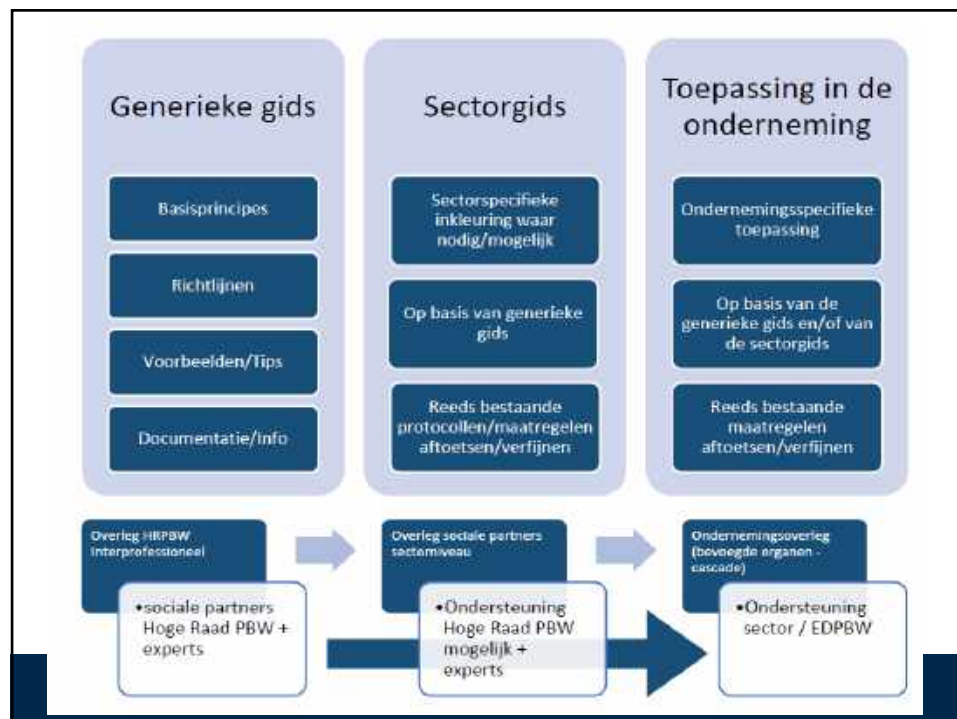 Generieke gids
Basisprincipes
Richtlijnen
Voorbeelden/Tips
Documentatie/Info
Sectorgids
Sectorspecifieke
inkleuring waar
nodig/mogelijk
Op basis van generieke
gids
Reeds bestaande
protocollen/maatregelen
aftoetsen/verfijnen
Toepassing in de
onderneming
Ondernemingsspecifieke
toepassing
Op basis van de
generieke gids en/of van
de sectorgids
Reeds bestaande
maatregelen
aftoetsen/verfijnen
Overleg HRPBW
Interprofessioneel
•sociale partners
Hoge Raad PBW +
experts
Overleg sociale partners
sectorniveau
•Ondersteuning
Hoge Raad PBW
mogelijk +
experts
Ondernemingsoverleg
(bevoegde organen -
cascade)
•Ondersteuning
sector / EDPBW